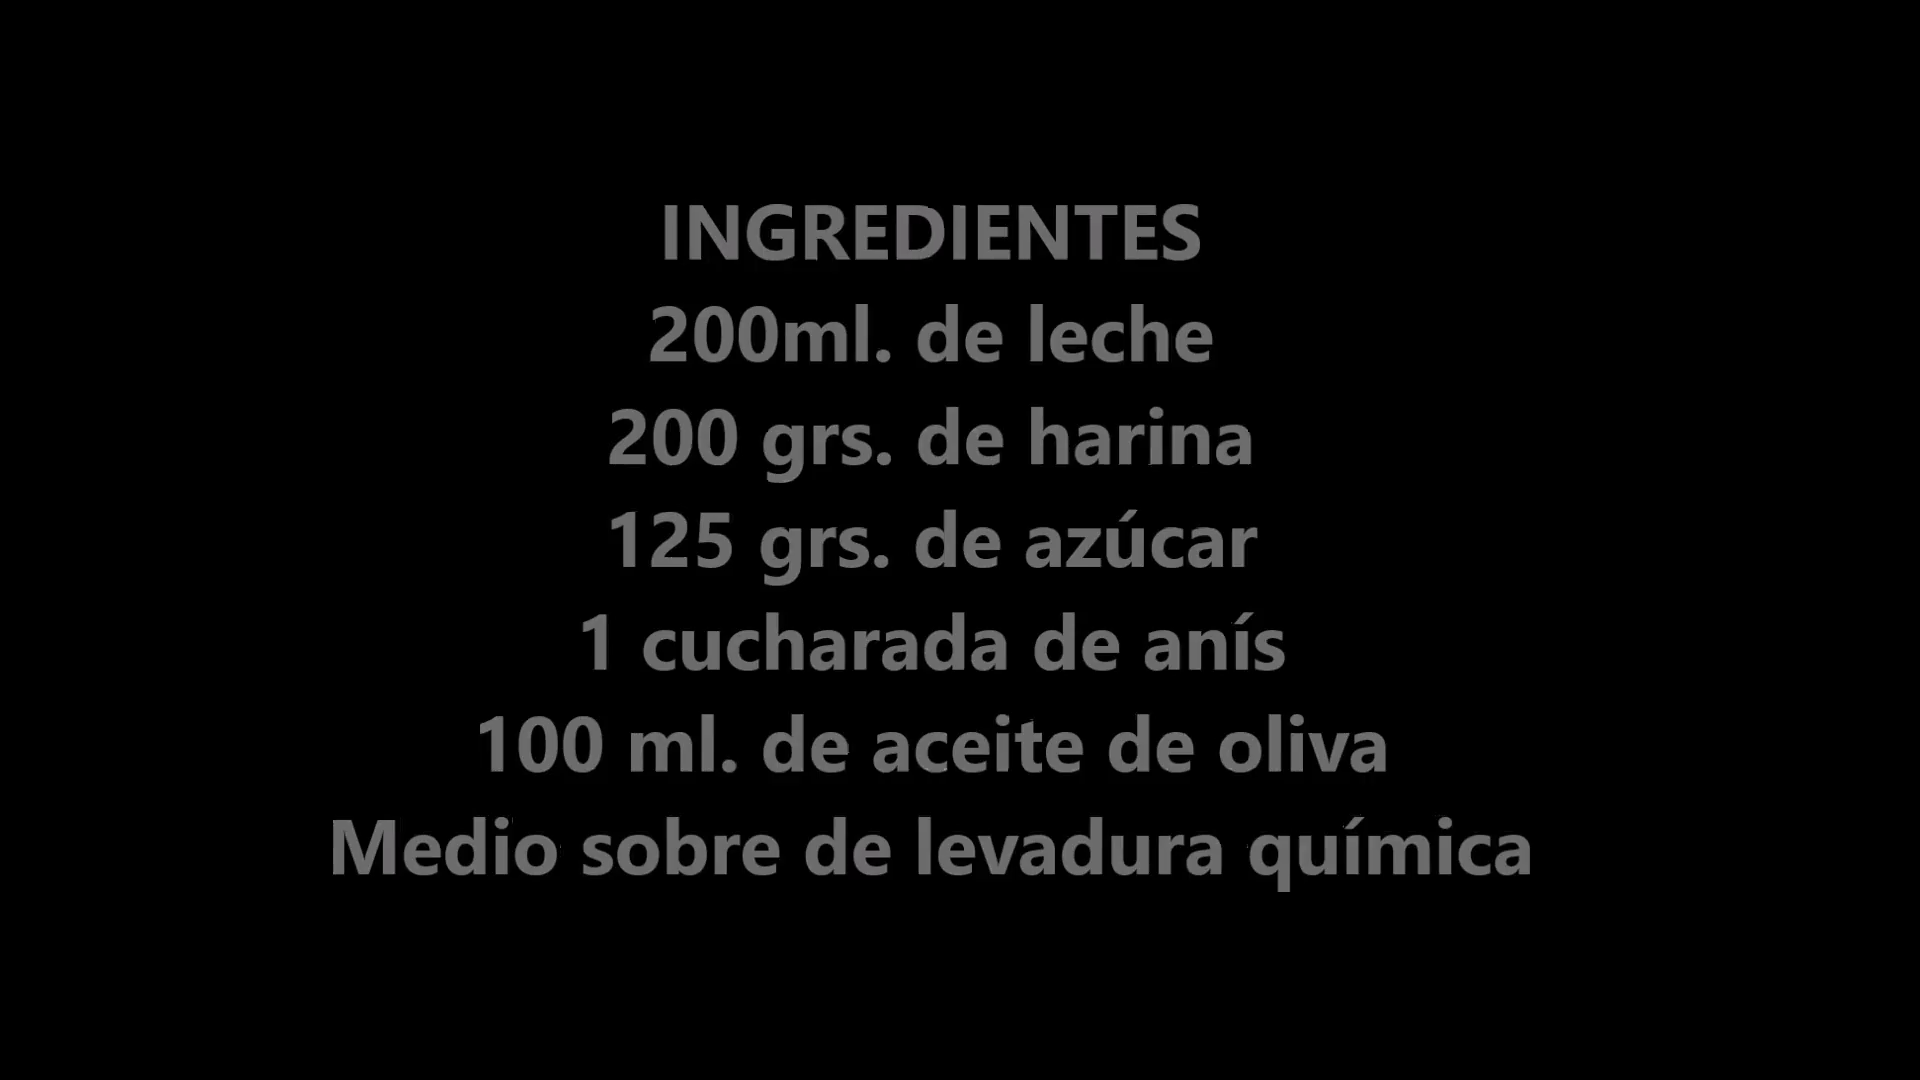 INGREDIENTES
200ml. de leche
200 grs. de harina
125 grs. de azúcar
1 cucharada de anís
100 ml. de aceite de oliva
Medio sobre de levadura química